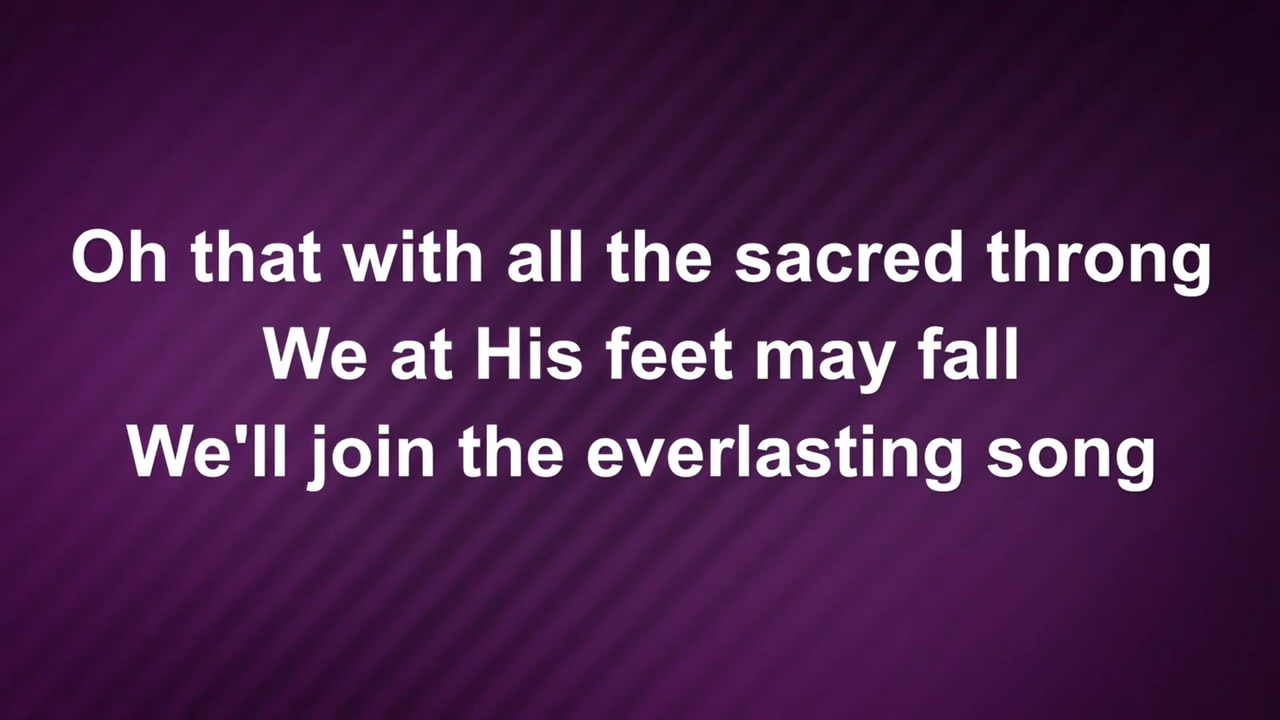 Oh that with all the sacred throng
We at His feet may fall
We'll join the everlasting song